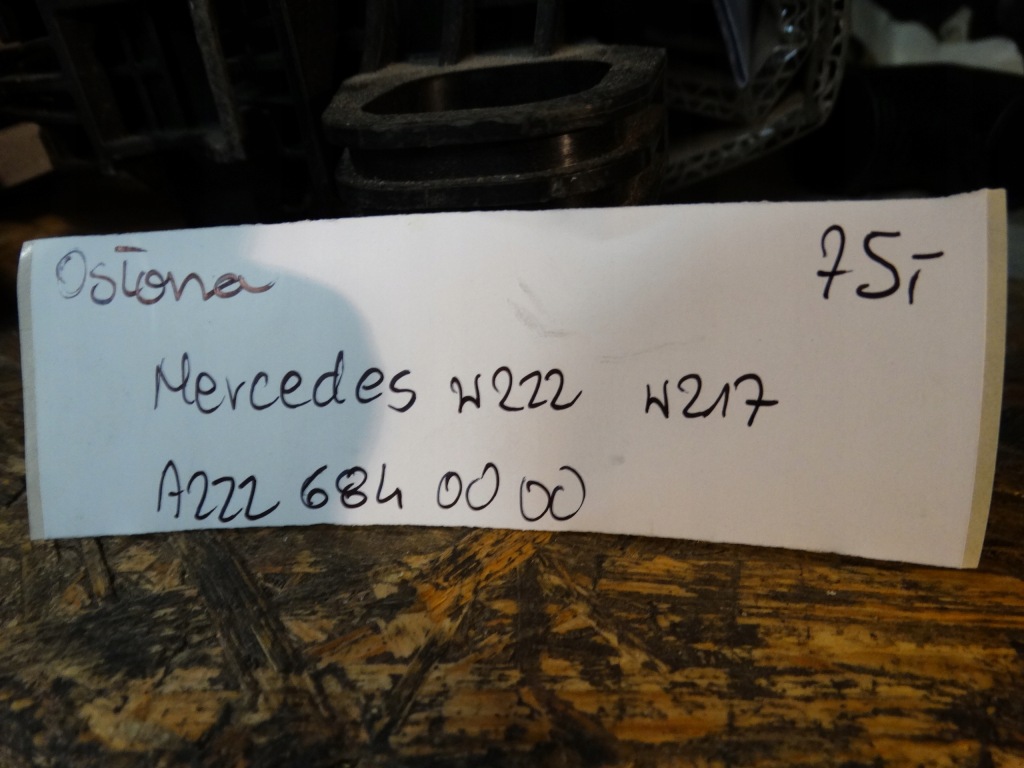 Osłona 75,-
Mercedes W222 W217
A222 684 00 00